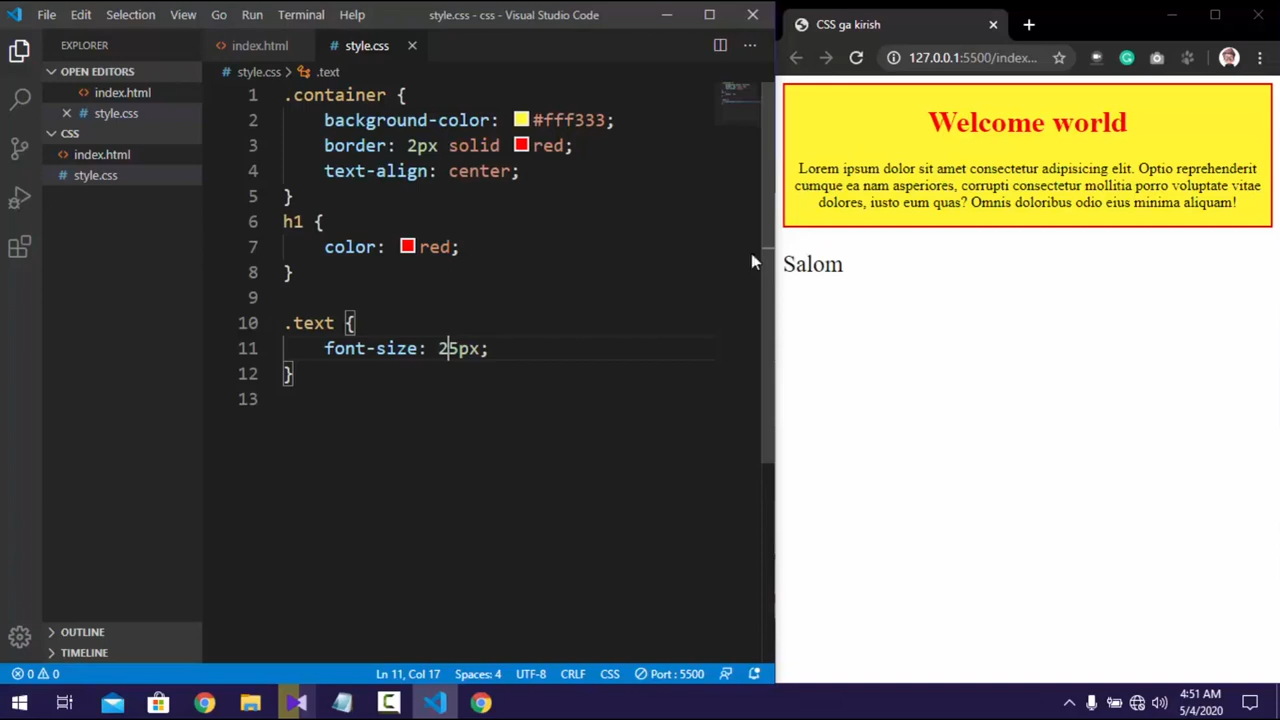 File Edit Selection View Go Run Terminal Help style.css - css - Visual Studio Code
EXPLORER
OPEN EDITORS
index.html
style.css
CSS
index.html
style.css
OUTLINE
TIMELINE
index.html
style.css
style.css > .text
1 .container {
2 background-color: #fff333;
3 border: 2px solid red;
4 text-align: center;
5 }
6 h1 {
7 color: red;
8 }
9
10 .text {
11 font-size: 25px;
12 }
13
0 0 Ln 11, Col 17 Spaces: 4 UTF-8 CRLF CSS Port : 5500
CSS ga kirish
127.0.0.1:5500/index...
Welcome world
Lorem ipsum dolor sit amet consectetur adipisicing elit. Optio reprehenderit
cumque ea nam asperiores, corrupti consectetur mollitia porro voluptate vitae
dolores, iusto eum quas? Omnis doloribus odio eius minima aliquam!
Salom
4:51 AM
5/4/2020